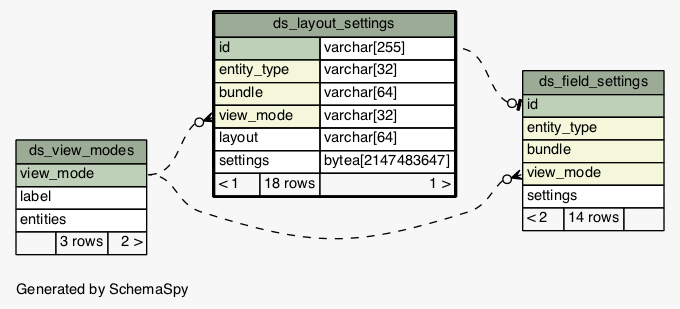 ds_layout_settings
id varchar[255]
entity_type varchar[32]
bundle varchar[64]
view_mode varchar[32]
layout varchar[64]
settings bytea[2147483647]
< 1 18 rows 1 >
ds_field_settings
id
entity_type
bundle
view_mode
settings
< 2 14 rows
ds_view_modes
view_mode
label
entities
3 rows 2 >
Generated by SchemaSpy